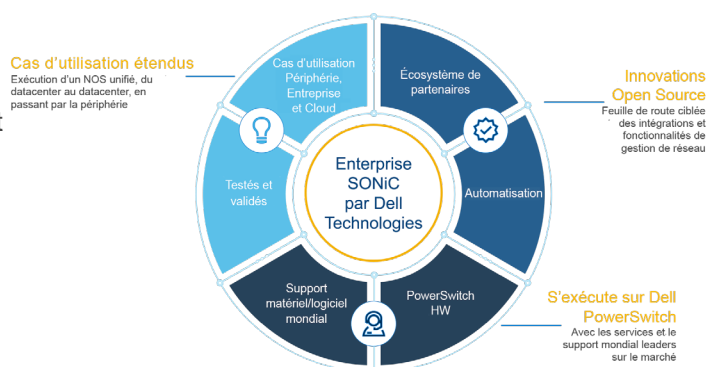 Cas d'utilisation étendus
Exécution d'un NOS unifié, du
datacenter au datacenter, en
passant par la périphérie
t
Cas d'utilisation
Périphérie,
Entreprise
et Cloud
Écosystème de
partenaires
Innovations
Open Source
Feuille de route ciblée
des intégrations et
fonctionnalités de
gestion de réseau
Testés et
validés
Enterprise
SONiC
par Dell
Technologies
Automatisation
Support
matériel/logiciel
mondial
PowerSwitch
HW
S'exécute sur Dell
PowerSwitch
Avec les services et le
support mondial leaders
sur le marché